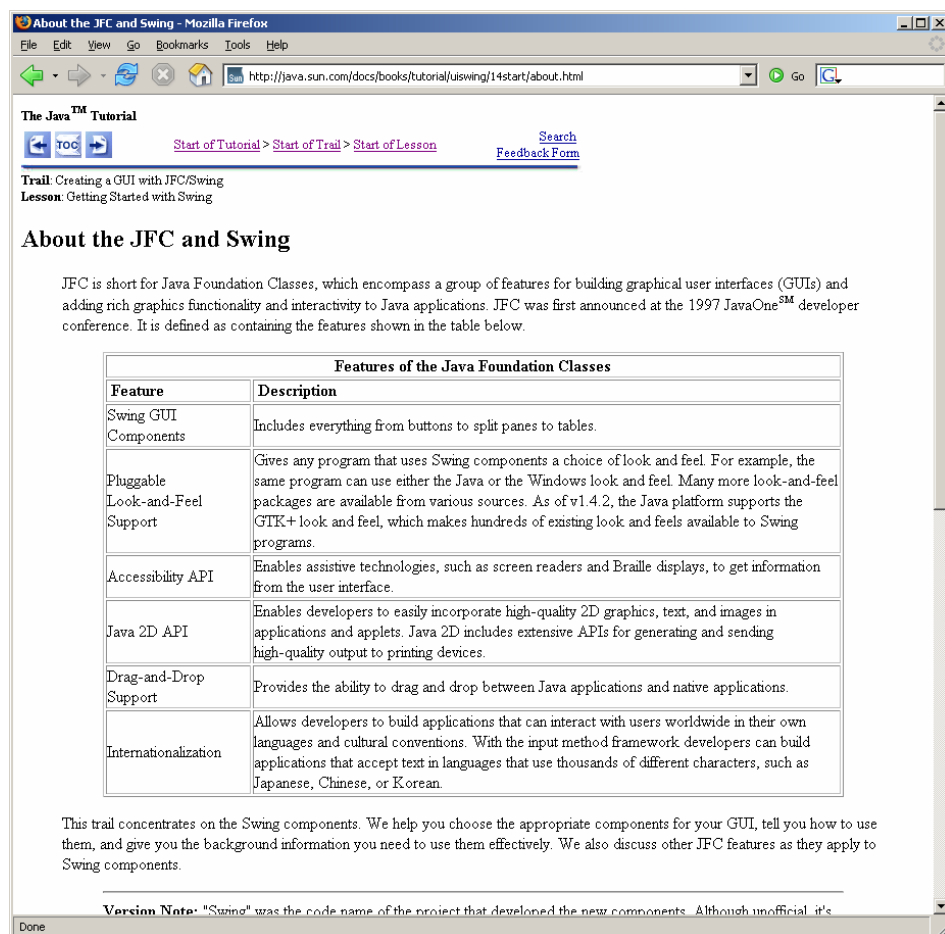 About the JFC and Swing - Mozilla Firefox
File Edit View Go Bookmarks Tools Help
Sun http://java.sun.com/docs/books/tutorial/uiswing/14start/about.html Go G
The Java™ Tutorial
TOC Start of Tutorial > Start of Trail > Start of Lesson Search
Feedback Form
Trail: Creating a GUI with JFC/Swing
Lesson: Getting Started with Swing
About the JFC and Swing
JFC is short for Java Foundation Classes, which encompass a group of features for building graphical user interfaces (GUIs) and
adding rich graphics functionality and interactivity to Java applications. JFC was first announced at the 1997 JavaOne℠ developer
conference. It is defined as containing the features shown in the table below.
Features of the Java Foundation Classes
Feature Description
Swing GUI
Components
Includes everything from buttons to split panes to tables.
Pluggable
Look-and-Feel
Support
Gives any program that uses Swing components a choice of look and feel. For example, the
same program can use either the Java or the Windows look and feel. Many more look-and-feel
packages are available from various sources. As of v1.4.2, the Java platform supports the
GTK+ look and feel, which makes hundreds of existing look and feels available to Swing
programs.
Accessibility API
Enables assistive technologies, such as screen readers and Braille displays, to get information
from the user interface.
Java 2D API
Enables developers to easily incorporate high-quality 2D graphics, text, and images in
applications and applets. Java 2D includes extensive APIs for generating and sending
high-quality output to printing devices.
Drag-and-Drop
Support
Provides the ability to drag and drop between Java applications and native applications.
Internationalization
Allows developers to build applications that can interact with users worldwide in their own
languages and cultural conventions. With the input method framework developers can build
applications that accept text in languages that use thousands of different characters, such as
Japanese, Chinese, or Korean.
This trail concentrates on the Swing components. We help you choose the appropriate components for your GUI, tell you how to use
them, and give you the background information you need to use them effectively. We also discuss other JFC features as they apply to
Swing components.
Version Note: "Swing" was the code name of the project that developed the new components. Although unofficial, it's
Done